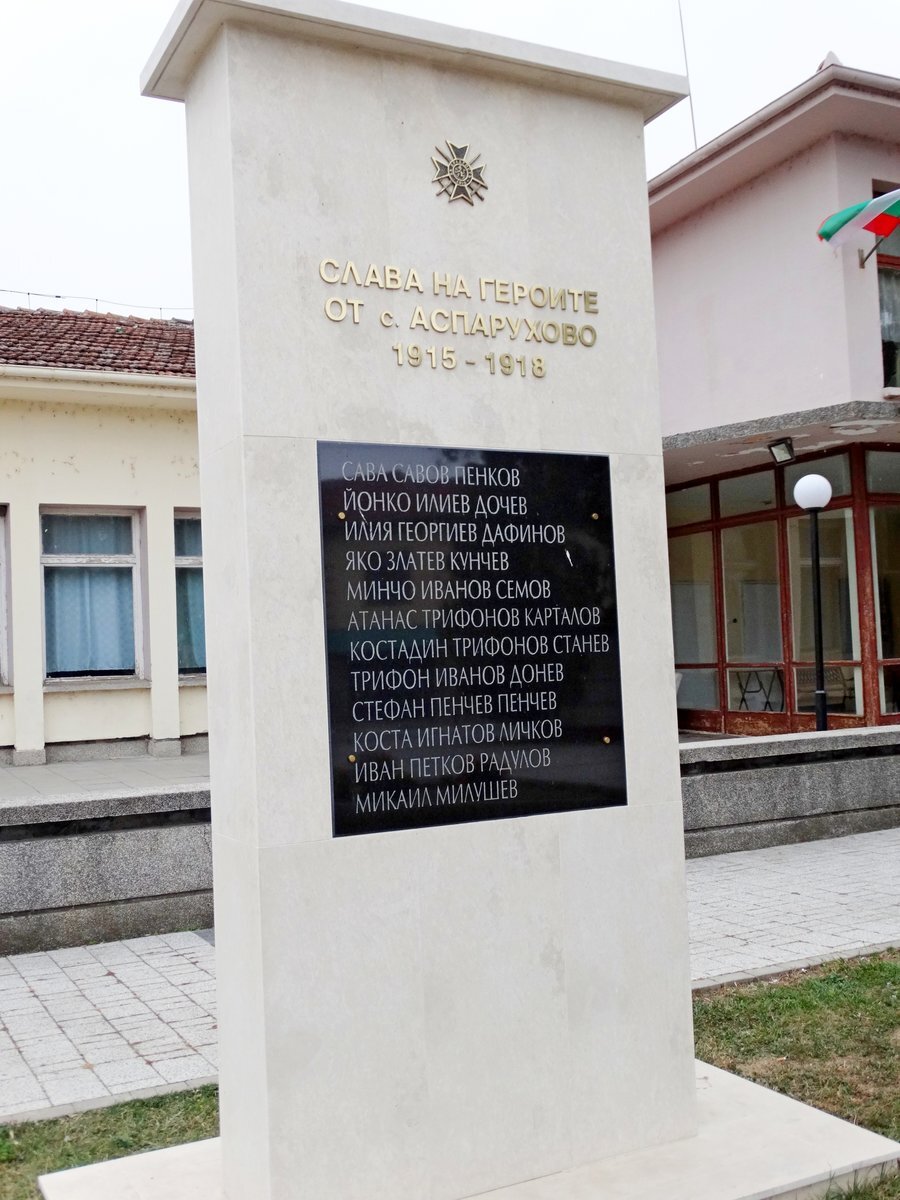 СЛАВА НА ГЕРОИТЕ
ОТ с. АСПАРУХОВО
1915 - 1918
САВА САВОВ ПЕНКОВ
ЙОНКО ИЛИЕВ ДОЧЕВ
ИЛИЯ ГЕОРГИЕВ ДАФИНОВ
ЯКО ЗЛАТЕВ КУНЧЕВ
МИНЧО ИВАНОВ СЕМОВ
АТАНАС ТРИФОНОВ КАРТАЛОВ
КОСТАДИН ТРИФОНОВ СТАНЕВ
ТРИФОН ИВАНОВ ДОНЕВ
СТЕФАН ПЕНЧЕВ ПЕНЧЕВ
КОСТА ИГНАТОВ ЛИЧКОВ
ИВАН ПЕТКОВ РАДУЛОВ
МИКАИЛ МИЛУШЕВ